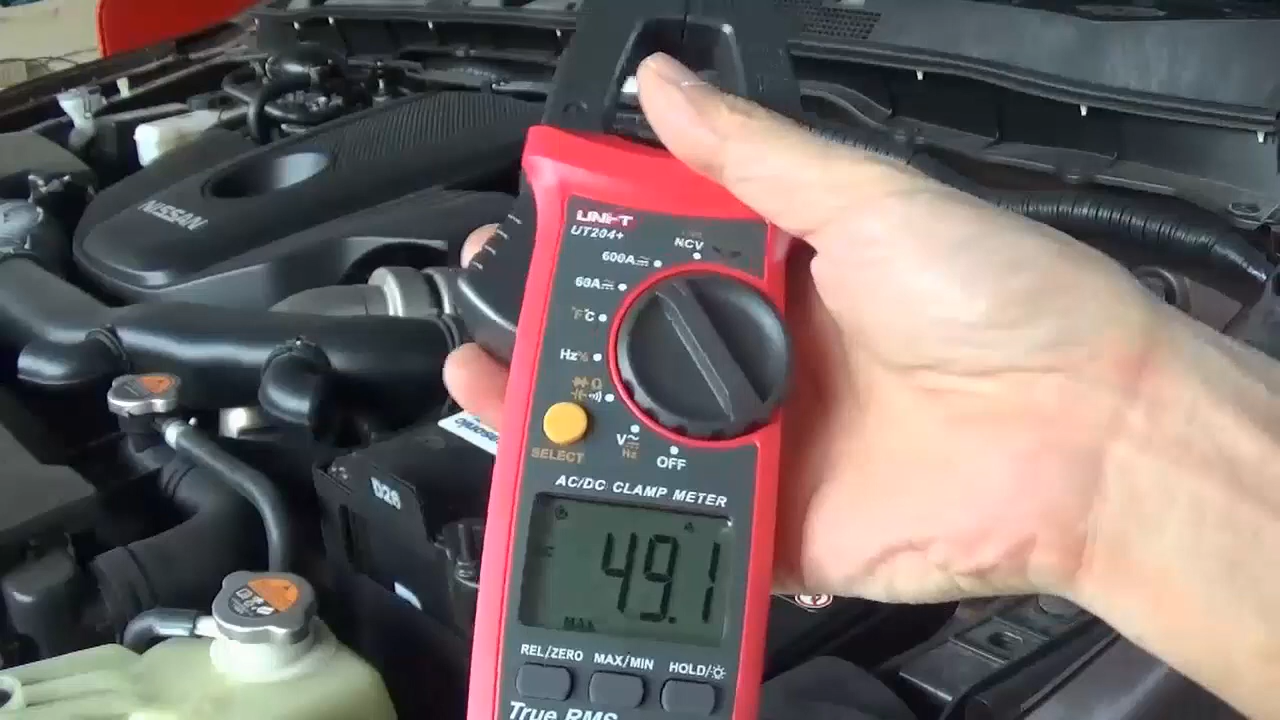 NISSAN
UNI-T
UT204+
NCV
600A
60A
°F°C
Hz%
Ω
SELECT
V
Hz
OFF
AC/DC CLAMP METER
D26
A
49.1
MAX
REL/ZERO
MAX/MIN
HOLD/
True RMS